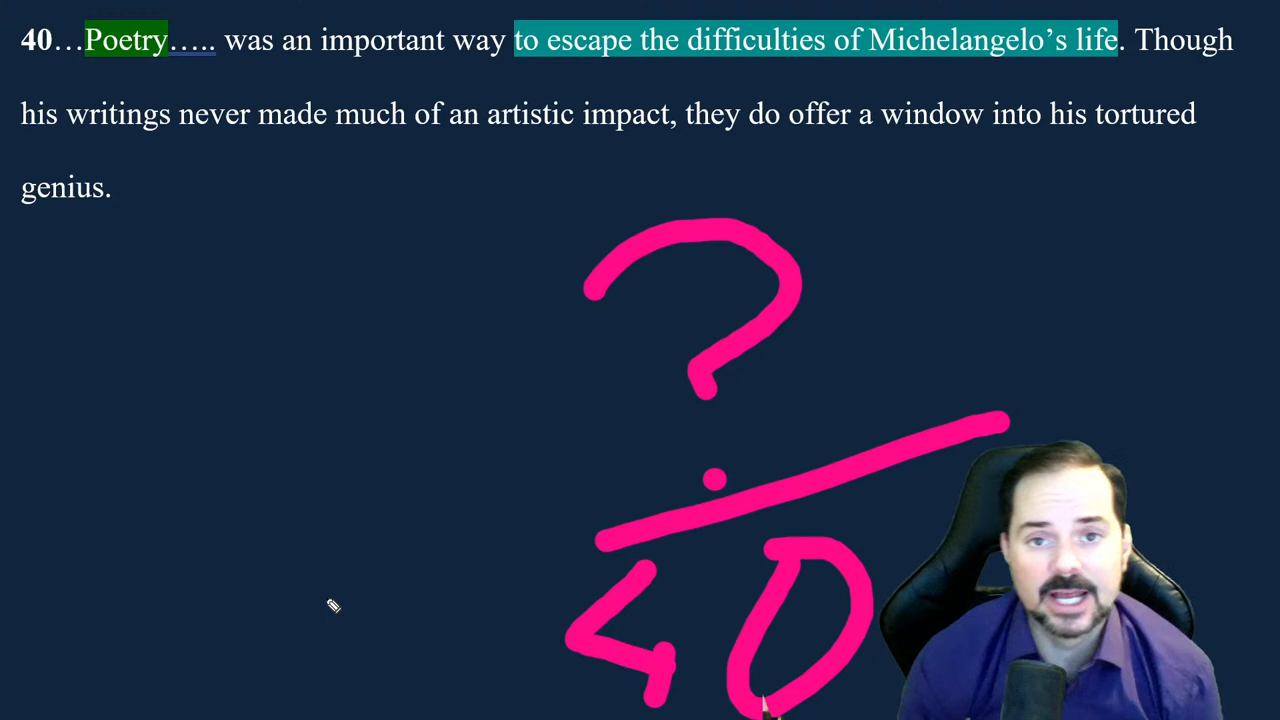 40…Poetry….. was an important way to escape the difficulties of Michelangelo’s life. Though
his writings never made much of an artistic impact, they do offer a window into his tortured
genius.
?
40